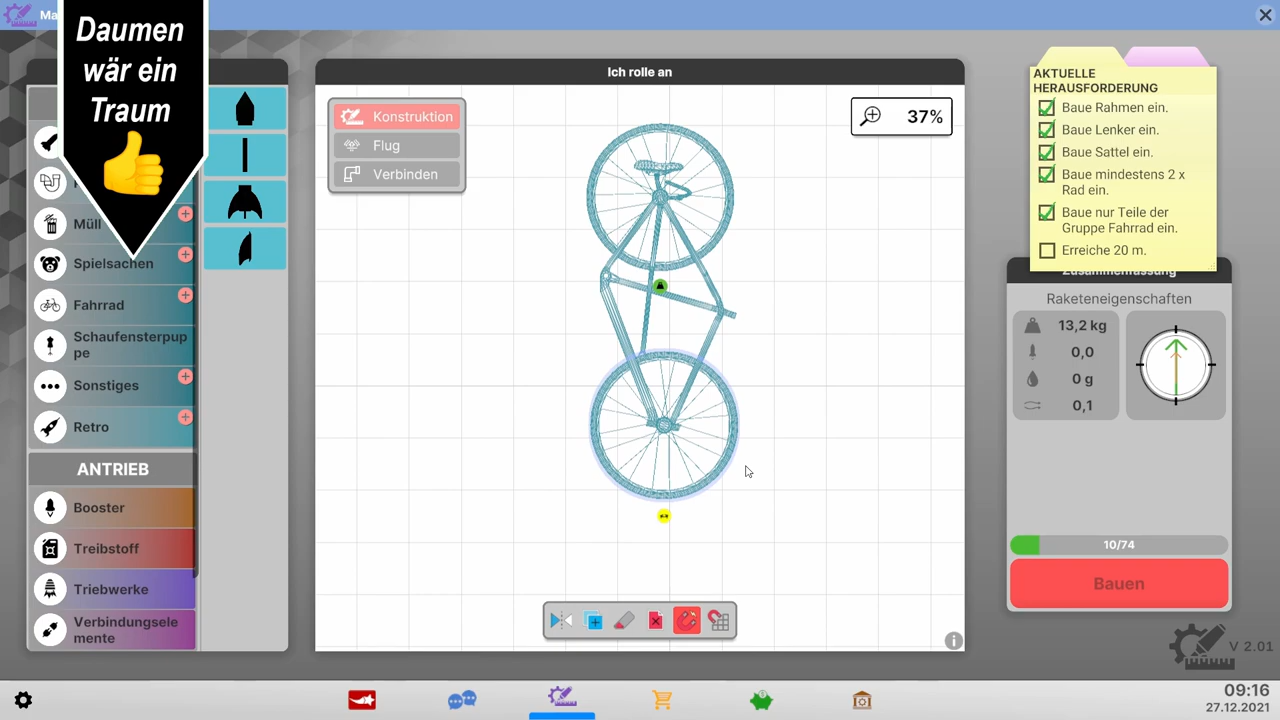 Ma
Daumen
wär ein
Traum
Müll
Spielsachen
Fahrrad
Schaufensterpup
pe
Sonstiges
Retro
ANTRIEB
Booster
Treibstoff
Triebwerke
Verbindungsele
mente
Ich rolle an
Konstruktion
Flug
Verbinden
37%
AKTUELLE
HERAUSFORDERUNG
Baue Rahmen ein.
Baue Lenker ein.
Baue Sattel ein.
Baue mindestens 2 x
Rad ein.
Baue nur Teile der
Gruppe Fahrrad ein.
Erreiche 20 m.
Zusammenfassung
Raketeneigenschaften
13,2 kg
0,0
0 g
0,1
10/74
Bauen
V 2.01
09:16
27.12.2021